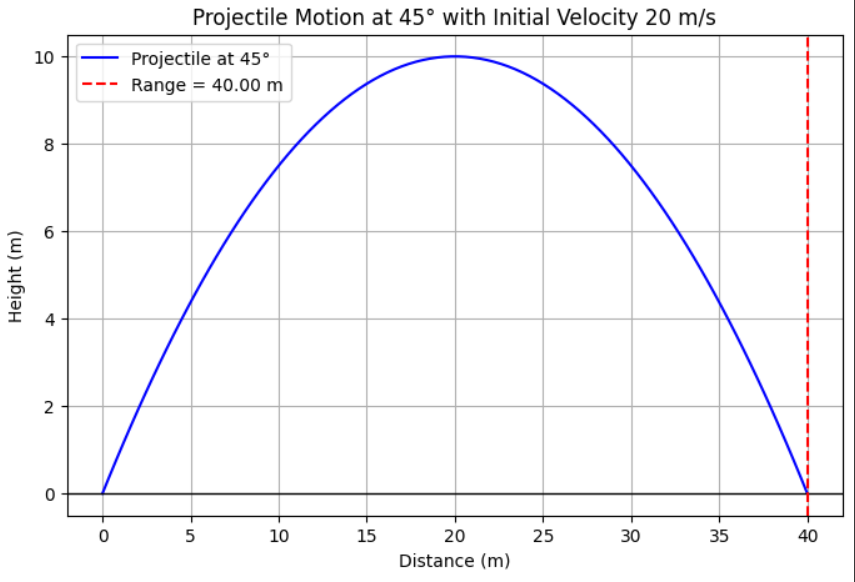 Projectile Motion at 45° with Initial Velocity 20 m/s
Projectile at 45°
Range = 40.00 m
Height (m)
10
8
6
4
2
0
0 5 10 15 20 25 30 35 40
Distance (m)